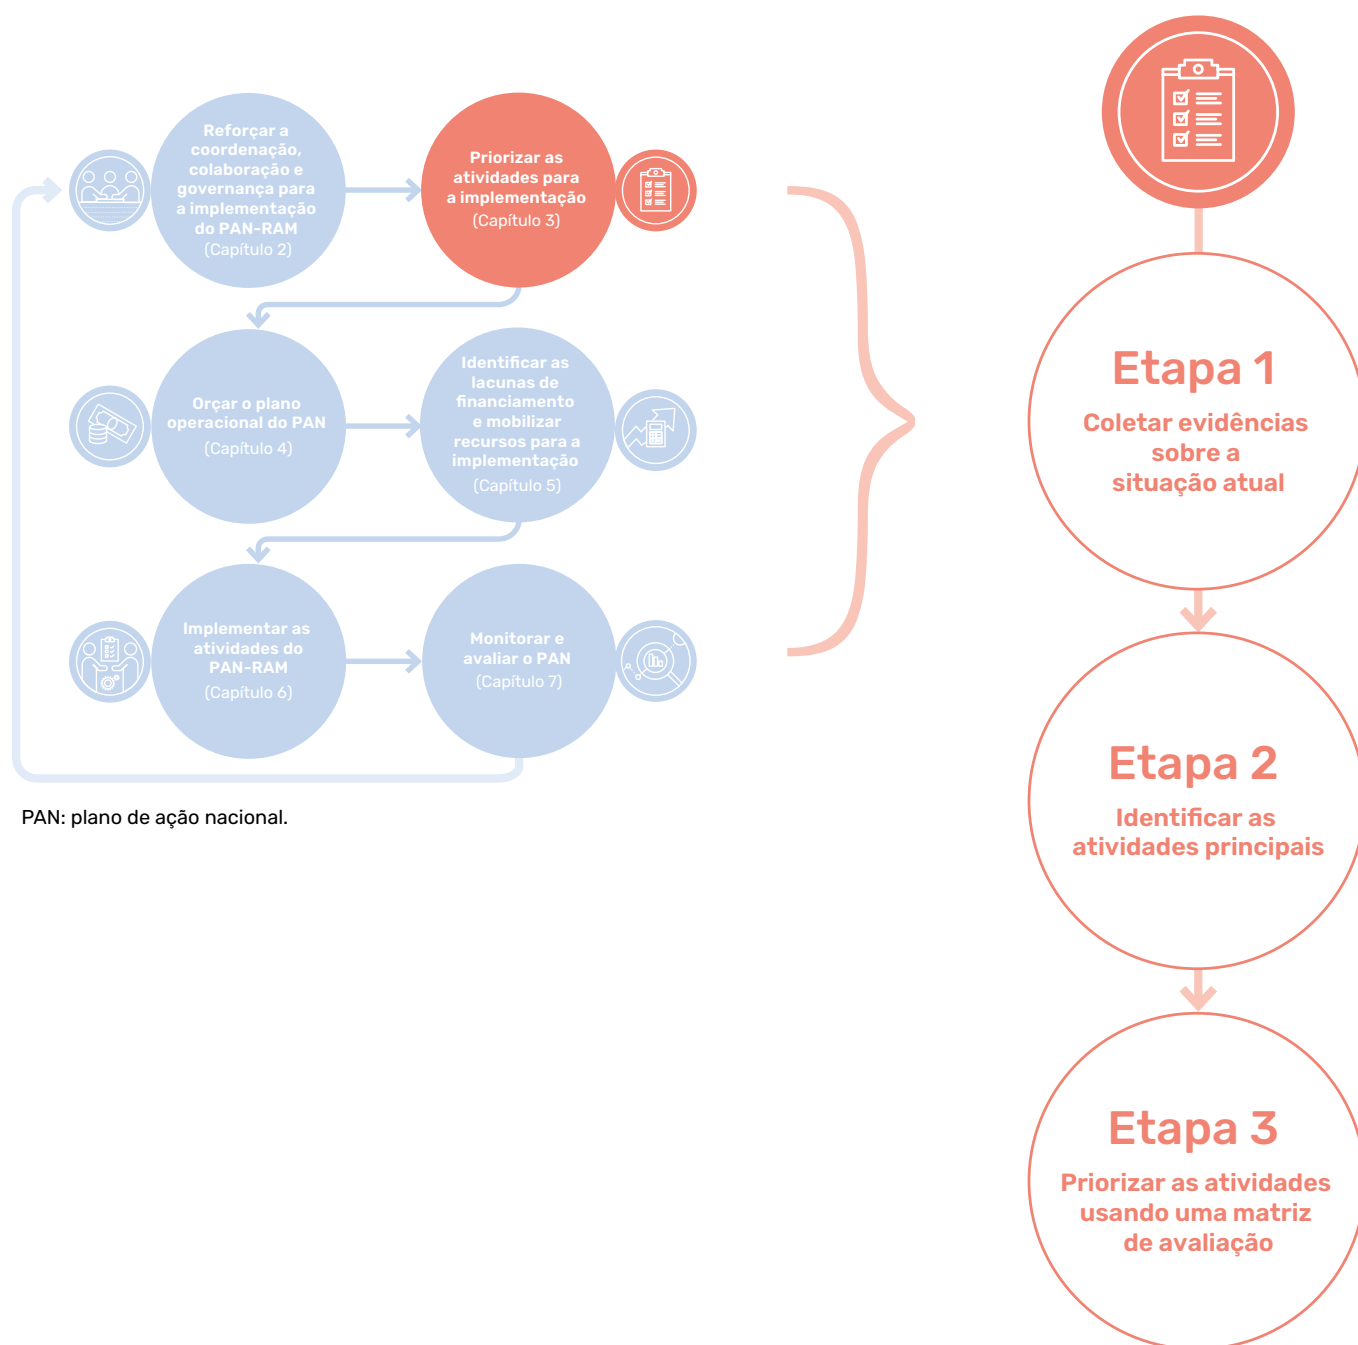 Reforçar a
coordenação,
colaboração e
governança para
a implementação
do PAN-RAM
(Capítulo 2)
Priorizar as
atividades para
a implementação
(Capítulo 3)
Orçar o plano
operacional do PAN
(Capítulo 4)
Identificar as
lacunas de
financiamento
e mobilizar
recursos para a
implementação
(Capítulo 5)
Implementar as
atividades do
PAN-RAM
(Capítulo 6)
Monitorar e
avaliar o PAN
(Capítulo 7)
PAN: plano de ação nacional.
Etapa 1
Coletar evidências
sobre a
situação atual
Etapa 2
Identificar as
atividades principais
Etapa 3
Priorizar as atividades
usando uma matriz
de avaliação